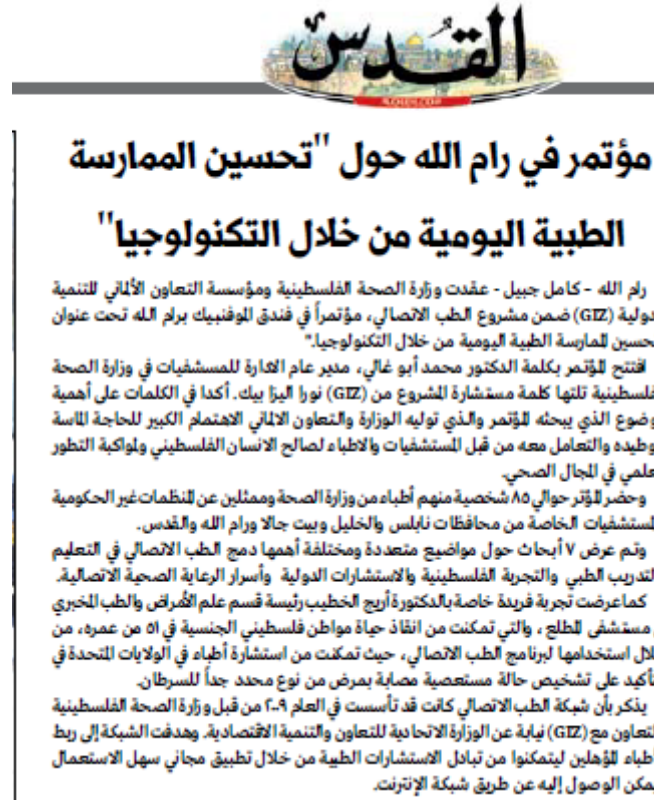 القدس
مؤتمر في رام الله حول "تحسين الممارسة
الطبية اليومية من خلال التكنولوجيا"
رام الله - كامل جبيل - عقدت وزارة الصحة الفلسطينية ومؤسسة التعاون الألماني للتنمية
دولية (GIZ) ضمن مشروع الطب الاتصالي، مؤتمراً في فندق الموفنبيك برام الله تحت عنوان
حسين الممارسة الطبية اليومية من خلال التكنولوجيا."
افتتح المؤتمر بكلمة الدكتور محمد أبو غالي، مدير عام الادارة للمستشفيات في وزارة الصحة
فلسطينية تلتها كلمة مستشارة المشروع من (GIZ) نورا اليزا بيك. أكدا في الكلمات على أهمية
وضوع الذي يبحثه المؤتمر والذي توليه الوزارة والتعاون الالماني الاهتمام الكبير للحاجة الماسة
وطيده والتعامل معه من قبل المستشفيات والاطباء لصالح الانسان الفلسطيني ولمواكبة التطور
علمي في المجال الصحي.
وحضر المؤتر حوالي ٨٥ شخصية منهم أطباء من وزارة الصحة وممثلين عن المنظمات غير الحكومية
لمستشفيات الخاصة من محافظات نابلس والخليل وبيت جالا ورام الله والقدس.
وتم عرض ٧ أبحاث حول مواضيع متعددة ومختلفة أهمها دمج الطب الاتصالي في التعليم
لتدريب الطبي والتجربة الفلسطينية والاستشارات الدولية وأسرار الرعاية الصحية الاتصالية.
كما عرضت تجربة فريدة خاصة بالدكتورة أريج الخطيب رئيسة قسم علم الأمراض والطب المخبري
مستشفى المطلع، والتي تمكنت من انقاذ حياة مواطن فلسطيني الجنسية في ٥١ من عمره، من
لال استخدامها لبرنامج الطب الاتصالي، حيث تمكنت من استشارة أطباء في الولايات المتحدة في
تأكيد على تشخيص حالة مستعصية مصابة بمرض من نوع محدد جداً للسرطان.
يذكر بأن شبكة الطب الاتصالي كانت قد تأسست في العام ٢٠٠٩ من قبل وزارة الصحة الفلسطينية
لتعاون مع (GIZ) نيابة عن الوزارة الاتحادية للتعاون والتنمية الاقتصادية. وهدفت الشبكة إلى ربط
أطباء المؤهلين ليتمكنوا من تبادل الاستشارات الطبية من خلال تطبيق مجاني سهل الاستعمال
يمكن الوصول إليه عن طريق شبكة الإنترنت.